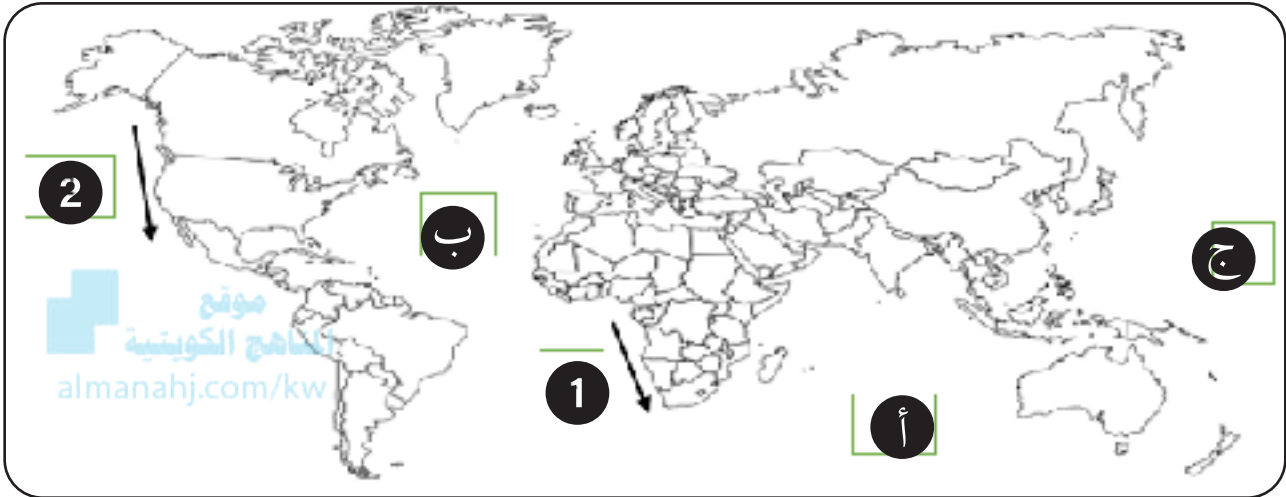 2
ب
ج
موقع
المناهج الكويتية
almanahj.com/kw
1
أ